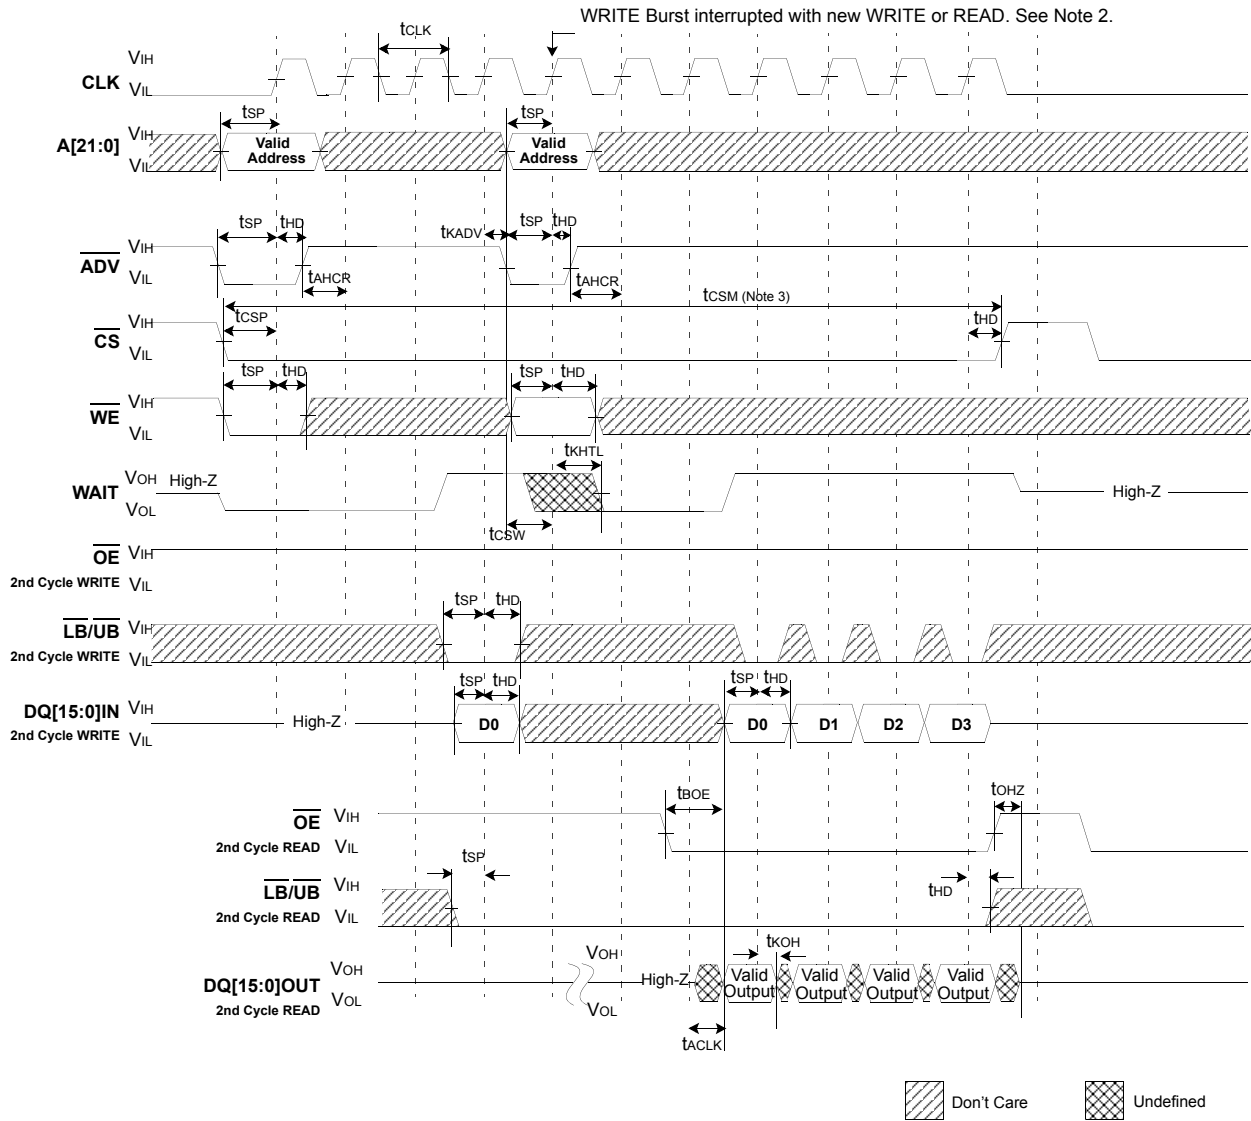 WRITE Burst interrupted with new WRITE or READ. See Note 2.
tCLK
CLK
VIH
VIL
tSP
tSP
A[21:0]
VIH
VIL
Valid
Address
Valid
Address
tSP
tHD
tKADV
tSP
tHD
ADV
VIH
VIL
tAHCR
tAHCR
tCSM (Note 3)
CS
VIH
VIL
tCSP
tHD
tSP
tHD
tSP
tHD
WE
VIH
VIL
tKHTL
WAIT
VOH
VOL
High-Z
High-Z
tCSW
OE
2nd Cycle WRITE
VIH
VIL
tSP
tHD
LB/UB
2nd Cycle WRITE
VIH
VIL
tSP
tHD
tSP
tHD
DQ[15:0]IN
2nd Cycle WRITE
VIH
VIL
High-Z
D0
D0
D1
D2
D3
tBOE
tOHZ
OE
2nd Cycle READ
VIH
VIL
tSP
tHD
LB/UB
2nd Cycle READ
VIH
VIL
tKOH
DQ[15:0]OUT
2nd Cycle READ
VOH
VOL
VOH
VOL
High-Z
Valid
Output
Valid
Output
Valid
Output
Valid
Output
tACLK
Don't Care
Undefined